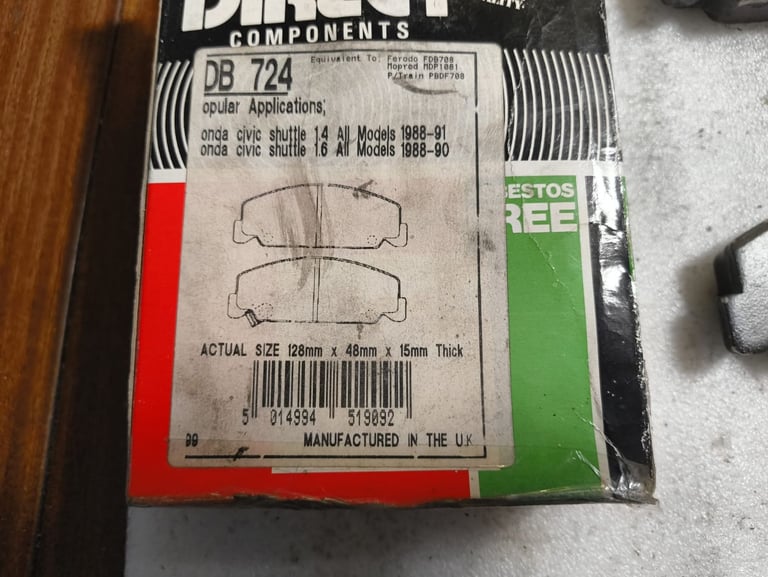 DIRECT
COMPONENTS
DB 724
Equivalent To: Ferodo FDB708
Mopred MDP1081
P/Train PBDF708
opular Applications;
onda civic shuttle 1.4 All Models 1988-91
onda civic shuttle 1.6 All Models 1988-90
BESTOS
REE
ACTUAL SIZE 128mm x 48mm x 15mm Thick
5 014994 519092
99 MANUFACTURED IN THE U.K